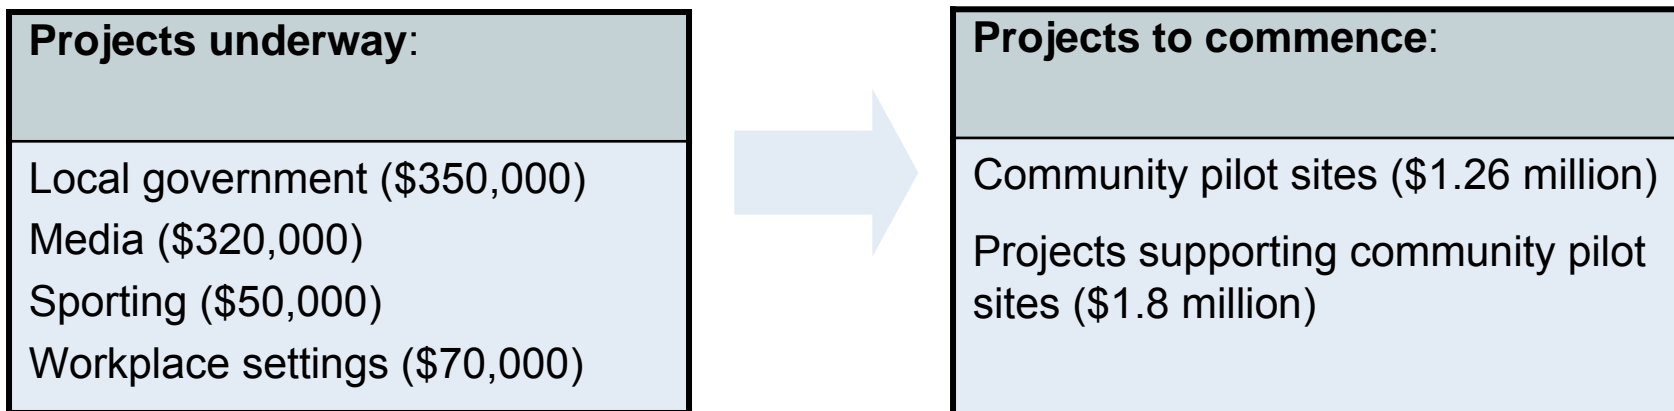 Projects underway:
Local government ($350,000)
Media ($320,000)
Sporting ($50,000)
Workplace settings ($70,000)
Projects to commence:
Community pilot sites ($1.26 million)
Projects supporting community pilot
sites ($1.8 million)